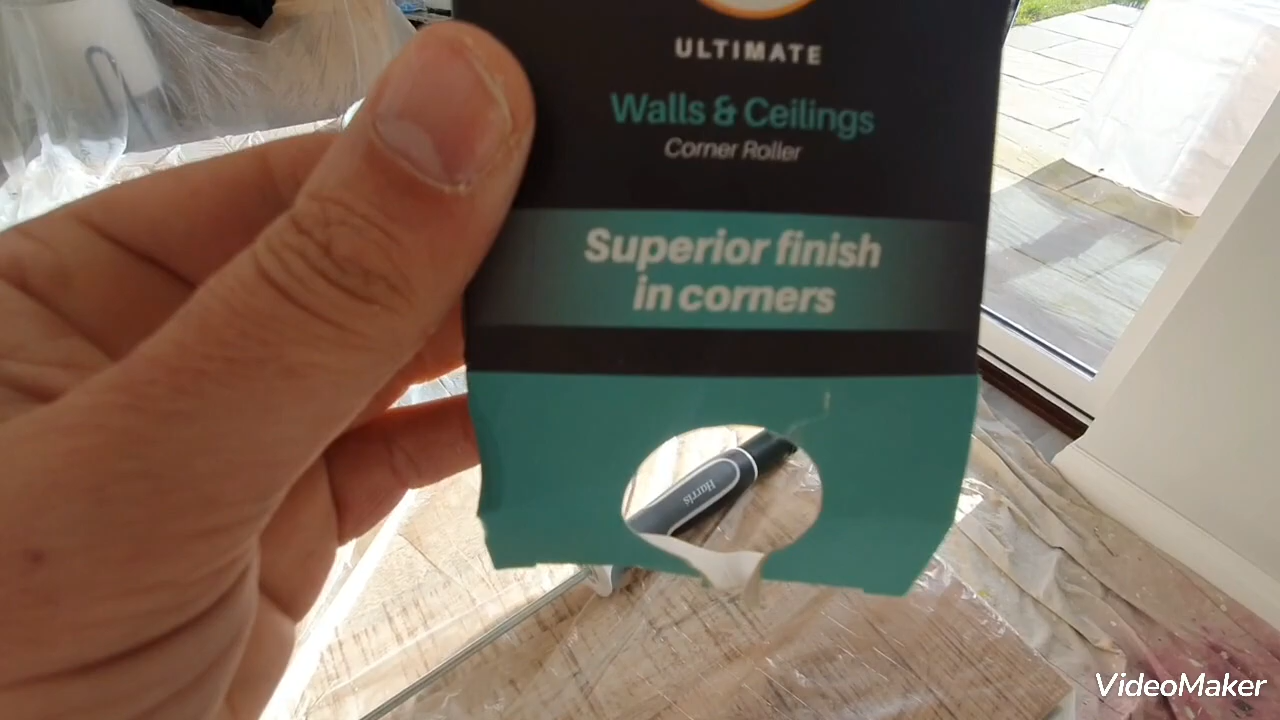 ULTIMATE
Walls & Ceilings
Corner Roller
Superior finish
in corners
Harris
VideoMaker